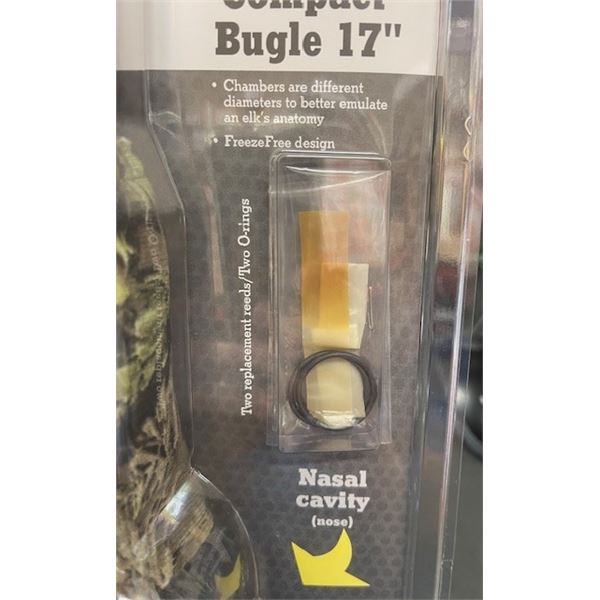 Compact
Bugle 17"
• Chambers are different
diameters to better emulate
an elk's anatomy
• FreezeFree design
Two replacement reeds/Two O-rings
Nasal
cavity
(nose)